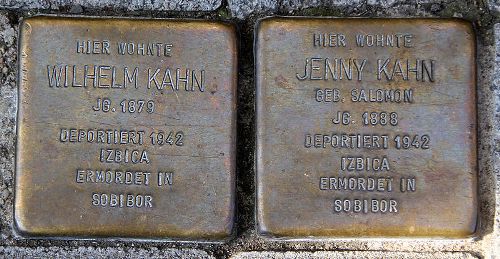 HIER WOHNTE
WILHELM KAHN
JG. 1879
DEPORTIERT 1942
IZBICA
ERMORDET IN
SOBIBOR
HIER WOHNTE
JENNY KAHN
GEB. SALOMON
JG. 1888
DEPORTIERT 1942
IZBICA
ERMORDET IN
SOBIBOR